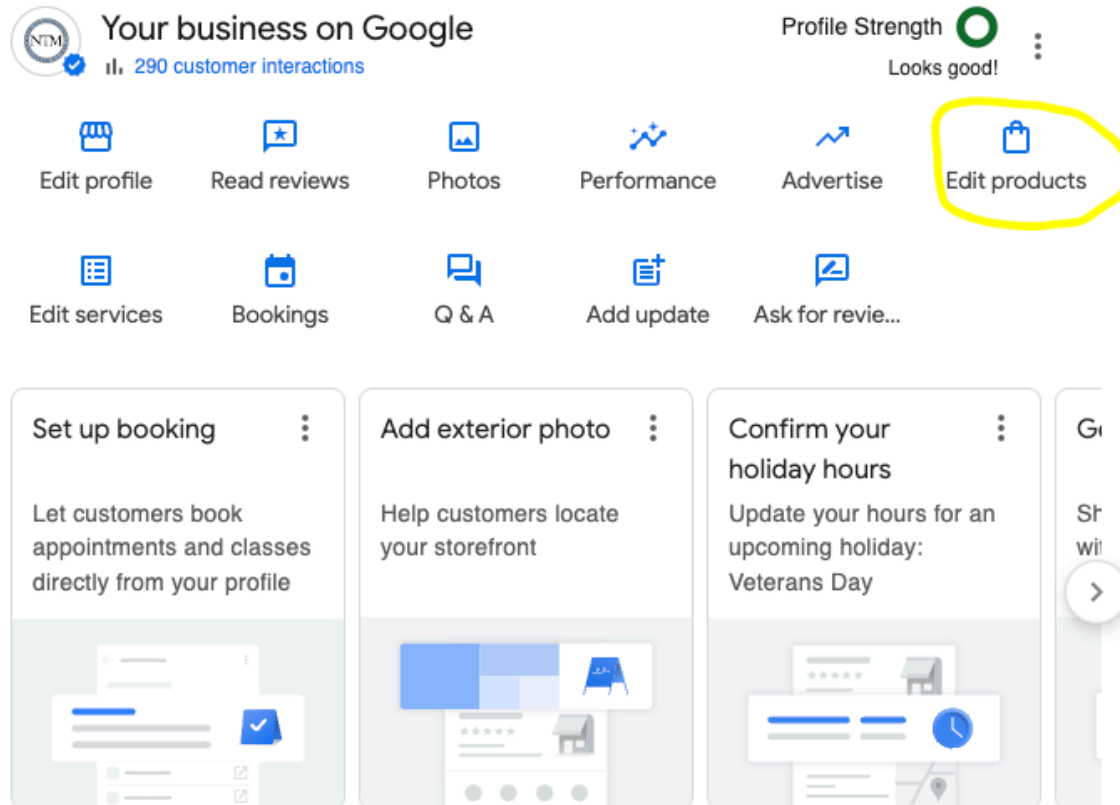 NTM
Your business on Google
290 customer interactions
Profile Strength
Looks good!
Edit profile
Read reviews
Photos
Performance
Advertise
Edit products
Edit services
Bookings
Q & A
Add update
Ask for revie...
Set up booking
Let customers book
appointments and classes
directly from your profile
Add exterior photo
Help customers locate
your storefront
Confirm your
holiday hours
Update your hours for an
upcoming holiday:
Veterans Day